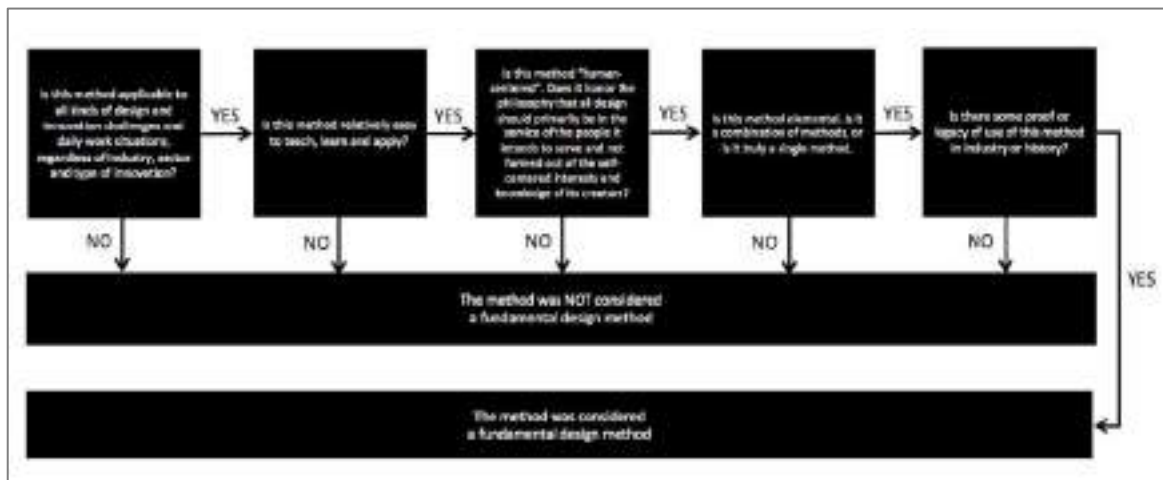 Is this method applicable to
all kinds of design and
innovation challenges and
daily work situations,
regardless of industry, sector
and type of innovation?
YES
Is this method relatively easy
to teach, learn and apply?
YES
Is this method "human-
centered". Does it honor the
philosophy that all design
should primarily be in the
service of the people it
intends to serve and not
formed out of the self-
centered interests and
knowledge of its creators?
YES
Is this method elemental. Is it
a combination of methods, or
is it truly a single method.
YES
Is there some proof or
legacy of use of this method
in industry or history?
NO
NO
NO
NO
NO
YES
The method was NOT considered
a fundamental design method
The method was considered
a fundamental design method